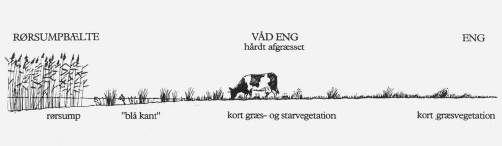 RØRSUMPBÆLTE
VÅD ENG
hårdt afgræsset
ENG
rørsump
"blå kant"
kort græs- og starvegetation
kort græsvegetation